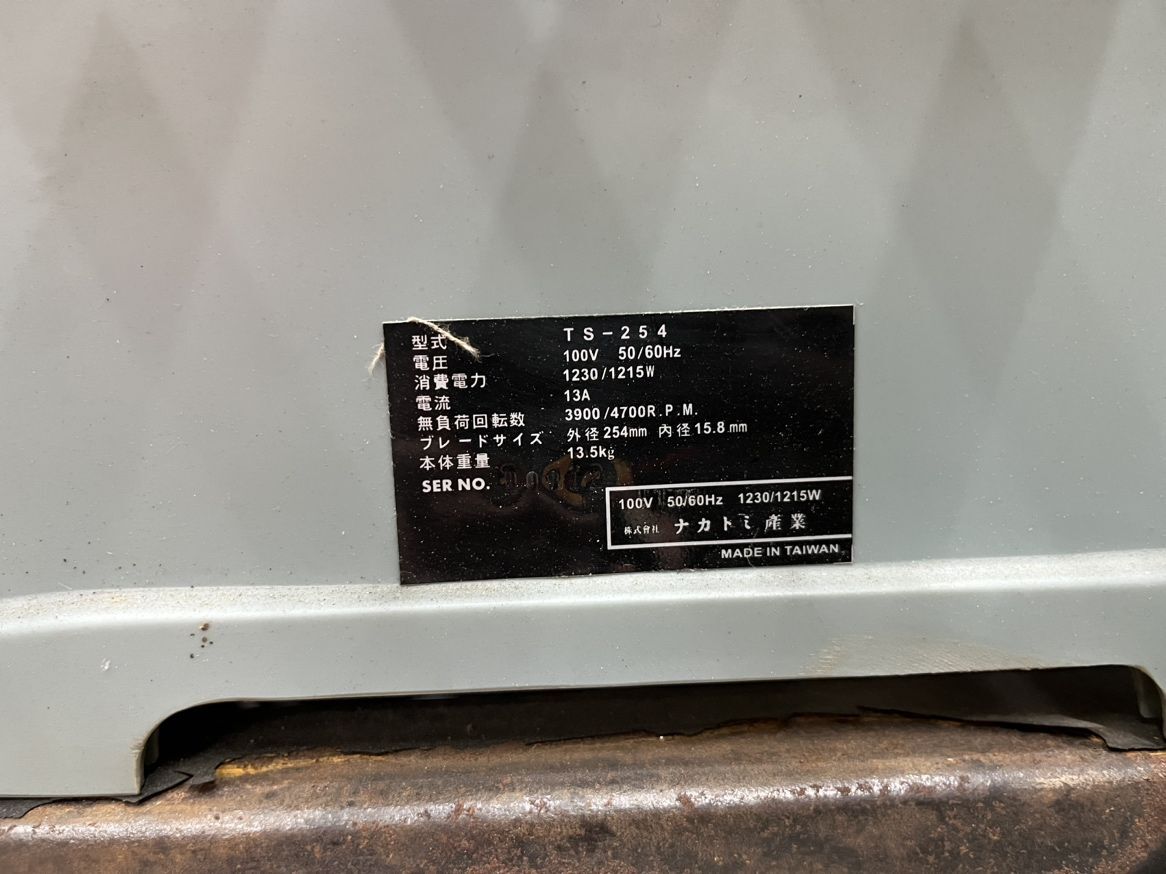 型式 TS-254
電圧 100V 50/60Hz
消費電力 1230/1215W
電流 13A
無負荷回転数 3900/4700R.P.M.
ブレードサイズ 外径254mm 内径15.8mm
本体重量 13.5kg
SER NO.
100V 50/60Hz 1230/1215W
株式会社 ナカトミ産業
MADE IN TAIWAN